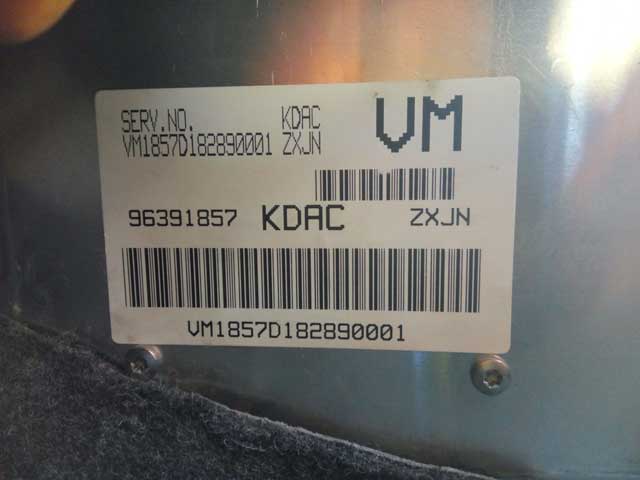 SERV.NO. KDAC VM
VM1857D182890001 ZXJN
96391857 KDAC ZXJN
VM1857D182890001